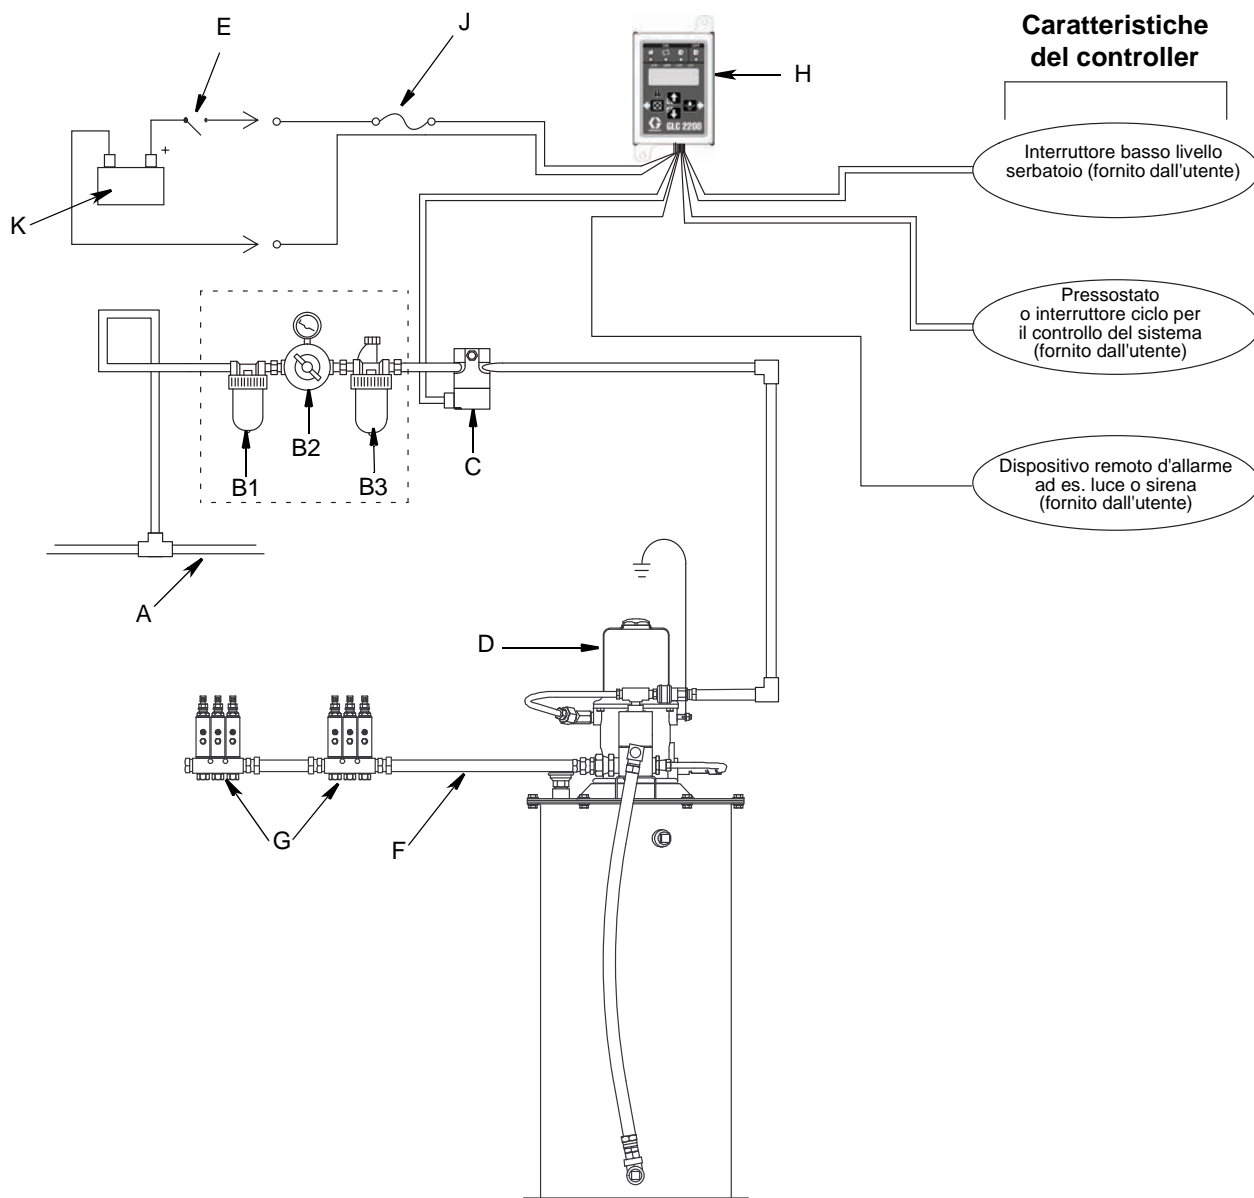 E
J
H
K
+
GLC 2200
Caratteristiche
del controller
Interruttore basso livello
serbatoio (fornito dall'utente)
Pressostato
o interruttore ciclo per
il controllo del sistema
(fornito dall'utente)
Dispositivo remoto d'allarme
ad es. luce o sirena
(fornito dall'utente)
B1
B2
B3
C
A
D
G
F